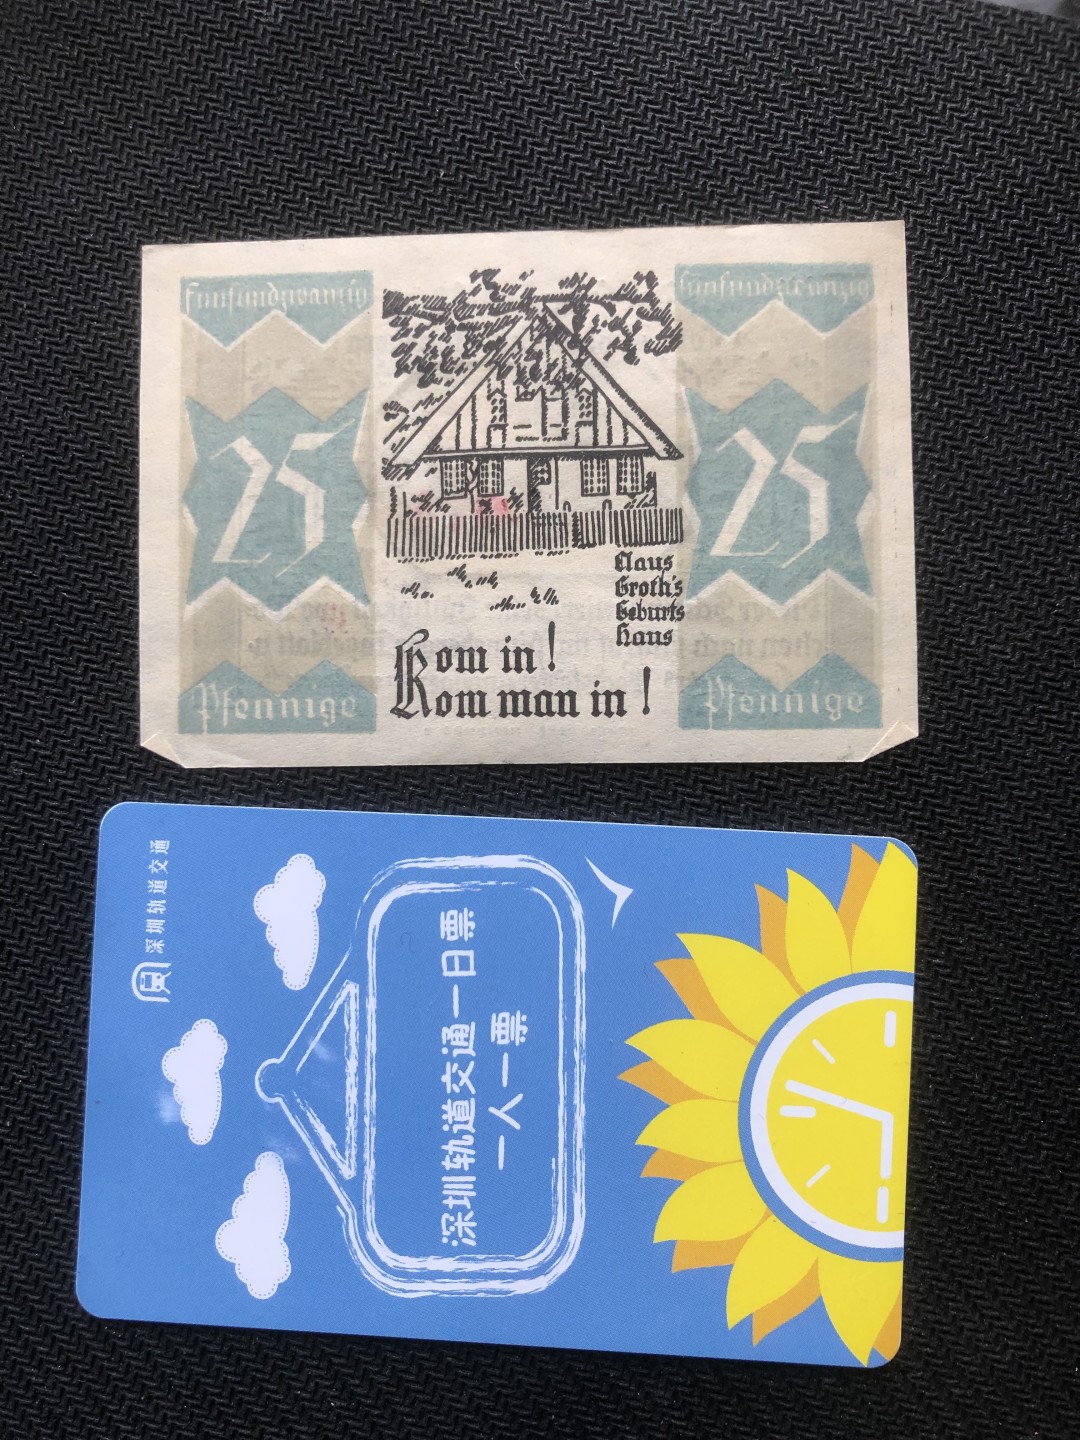 fünfundzwanzig
fünfundzwanzig
25
25
Claus
Groth's
Geburts
haus
Kom in!
Kom man in!
Pfennige
Pfennige
深圳轨道交通
深圳轨道交通一日票
一人一票